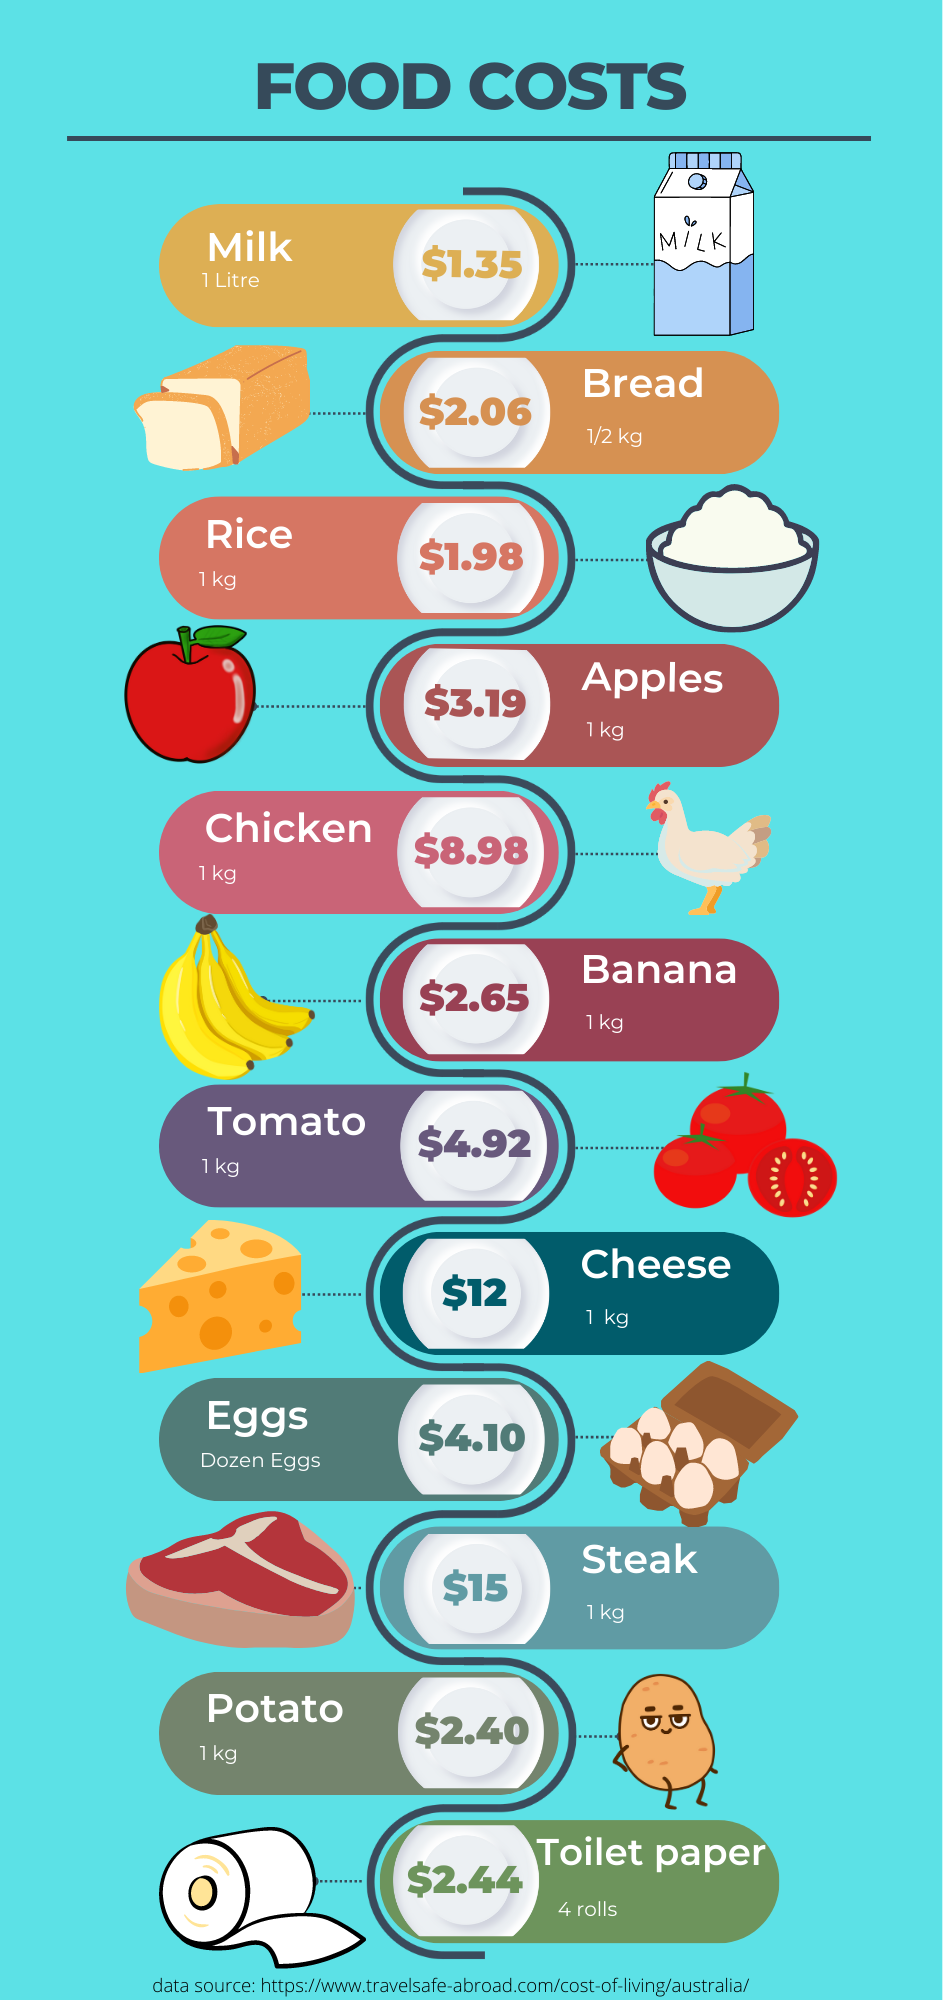 FOOD COSTS
MiLK
Milk
1 Litre
$1.35
$2.06
Bread
1/2 kg
Rice
1 kg
$1.98
$3.19
Apples
1 kg
Chicken
1 kg
$8.98
$2.65
Banana
1 kg
Tomato
1 kg
$4.92
$12
Cheese
1 kg
Eggs
Dozen Eggs
$4.10
$15
Steak
1 kg
Potato
1 kg
$2.40
$2.44
Toilet paper
4 rolls
data source: https://www.travelsafe-abroad.com/cost-of-living/australia/